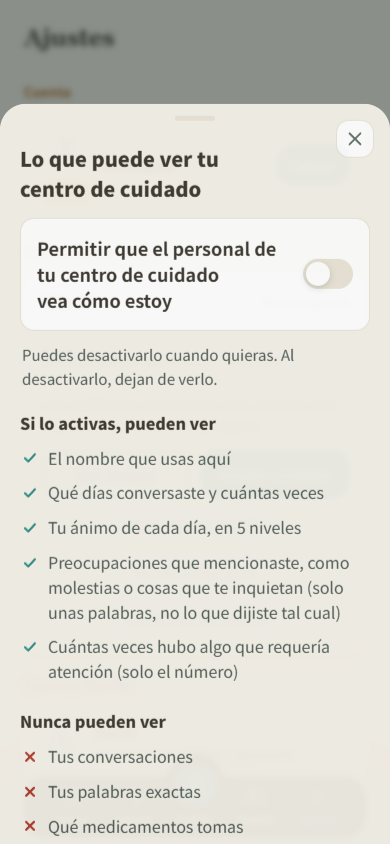 Ajustes
Cuenta
Lo que puede ver tu
centro de cuidado
Permitir que el personal de
tu centro de cuidado
vea cómo estoy
Puedes desactivarlo cuando quieras. Al
desactivarlo, dejan de verlo.
Si lo activas, pueden ver
El nombre que usas aquí
Qué días conversaste y cuántas veces
Tu ánimo de cada día, en 5 niveles
Preocupaciones que mencionaste, como
molestias o cosas que te inquietan (solo
unas palabras, no lo que dijiste tal cual)
Cuántas veces hubo algo que requería
atención (solo el número)
Nunca pueden ver
Tus conversaciones
Tus palabras exactas
Qué medicamentos tomas